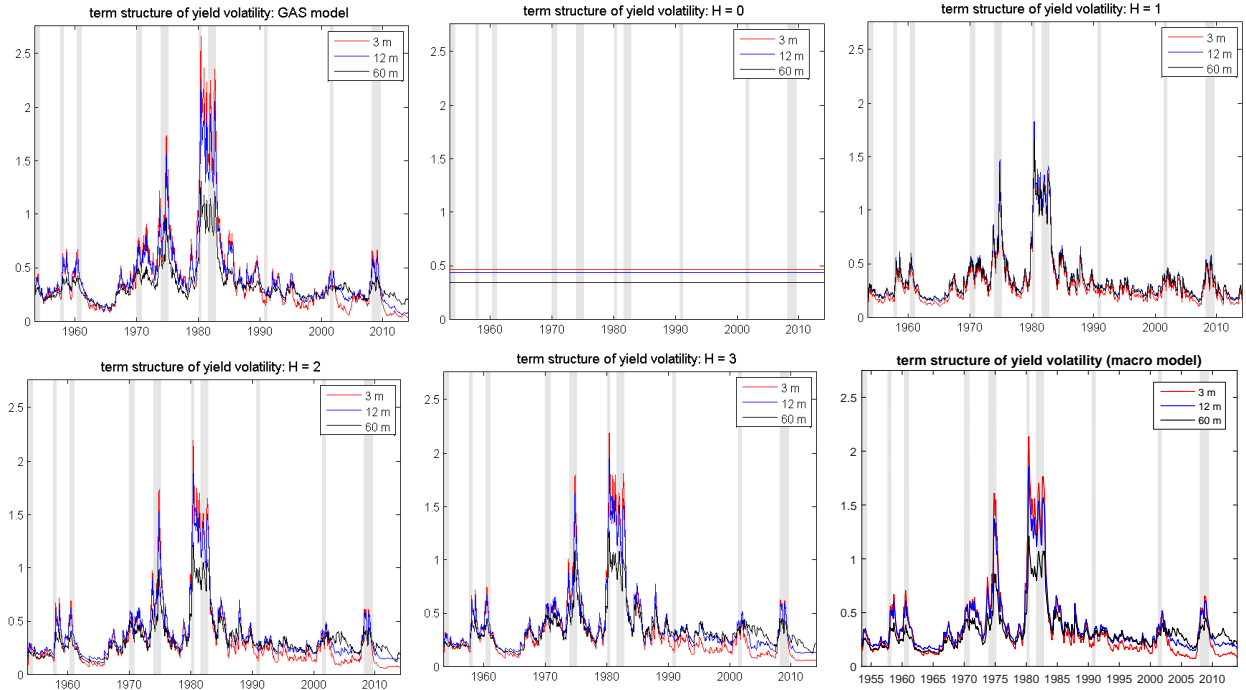 term structure of yield volatility: GAS model
3 m
12 m
60 m
2.5
2
1.5
1
0.5
0
1960 1970 1980 1990 2000 2010
term structure of yield volatility: H = 0
3 m
12 m
60 m
2.5
2
1.5
1
0.5
0
1960 1970 1980 1990 2000 2010
term structure of yield volatility: H = 1
3 m
12 m
60 m
2.5
2
1.5
1
0.5
0
1960 1970 1980 1990 2000 2010
term structure of yield volatility: H = 2
3 m
12 m
60 m
2.5
2
1.5
1
0.5
0
1960 1970 1980 1990 2000 2010
term structure of yield volatility: H = 3
3 m
12 m
60 m
2.5
2
1.5
1
0.5
0
1960 1970 1980 1990 2000 2010
term structure of yield volatility (macro model)
3 m
12 m
60 m
2.5
2
1.5
1
0.5
0
1955 1960 1965 1970 1975 1980 1985 1990 1995 2000 2005 2010